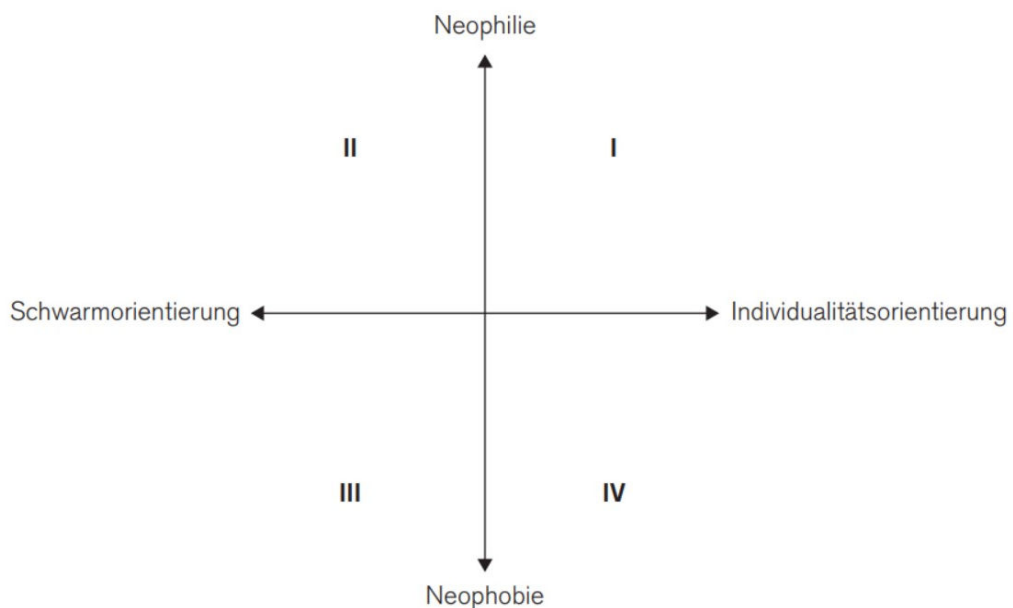 Neophilie
II I
Schwarmorientierung Individualitätsorientierung
III IV
Neophobie